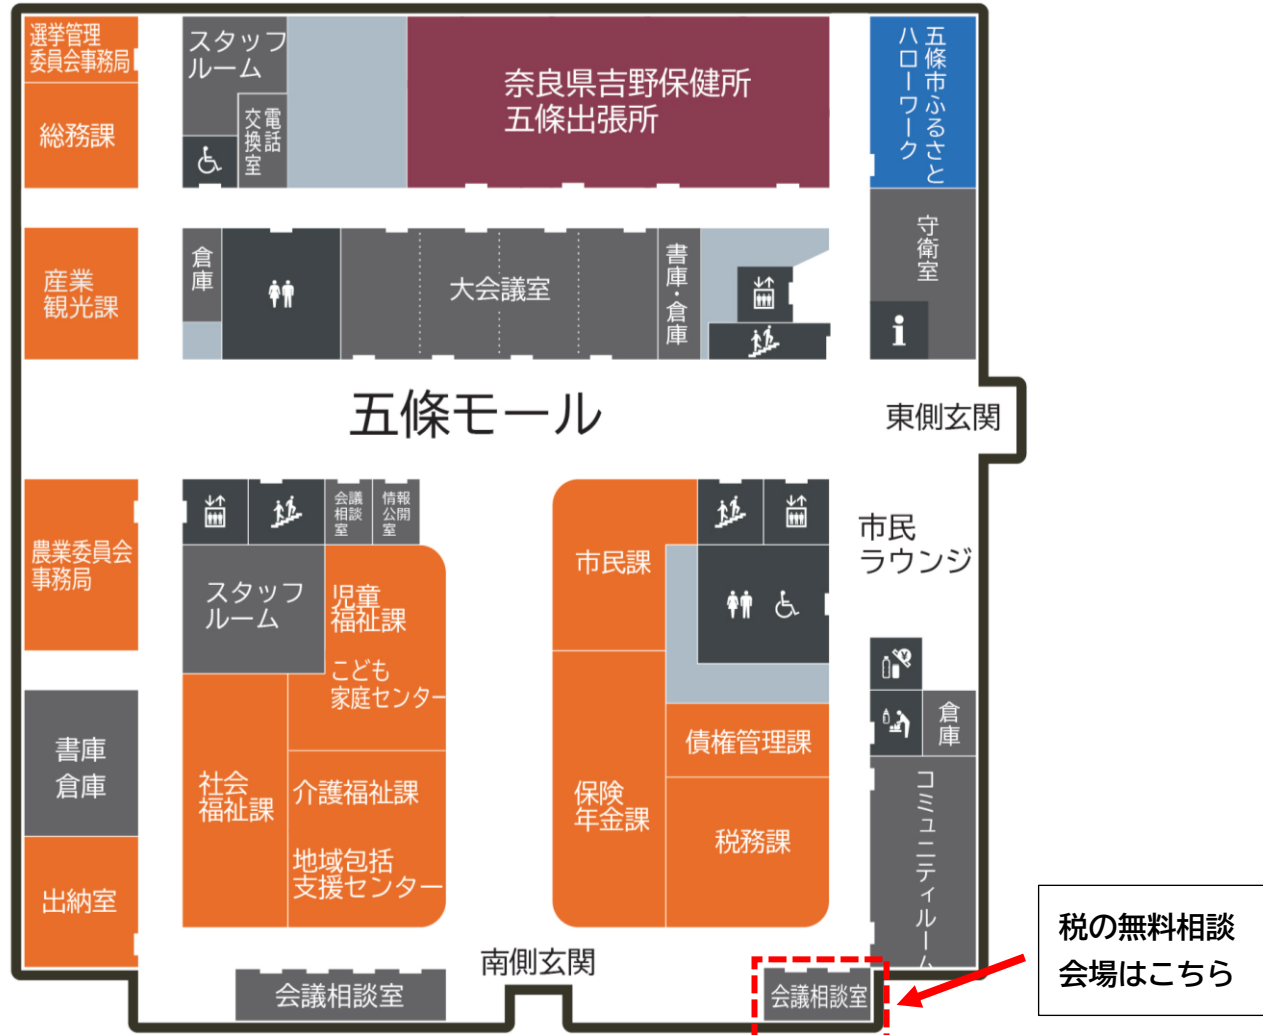 選挙管理
委員会事務局
総務課
スタッフ
ルーム
電話
交換室
奈良県吉野保健所
五條出張所
五條市ふるさと
ハローワーク
産業
観光課
倉庫
大会議室
書庫・倉庫
守衛室
i
五條モール
東側玄関
農業委員会
事務局
会議
相談
室
情報
公開
室
スタッフ
ルーム
児童
福祉課
こども
家庭センター
市民課
市民
ラウンジ
書庫
倉庫
社会
福祉課
介護福祉課
地域包括
支援センター
保険
年金課
債権管理課
税務課
倉庫
コミュニティルーム
出納室
南側玄関
会議相談室
会議相談室
税の無料相談
会場はこちら